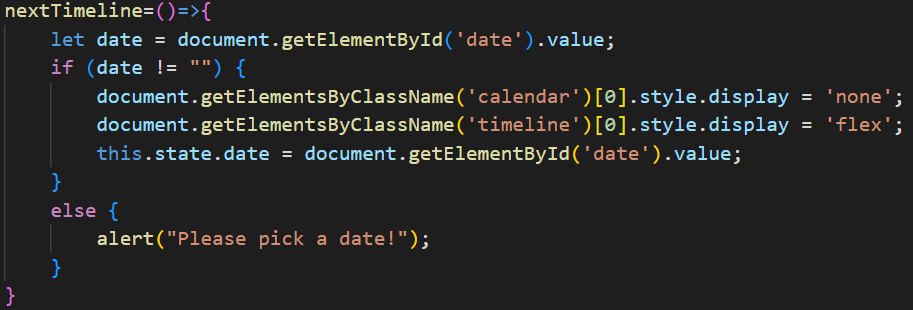 nextTimeline=()=>{
    let date = document.getElementById('date').value;
    if (date != "") {
        document.getElementsByClassName('calendar')[0].style.display = 'none';
        document.getElementsByClassName('timeline')[0].style.display = 'flex';
        this.state.date = document.getElementById('date').value;
    }
    else {
        alert("Please pick a date!");
    }
}